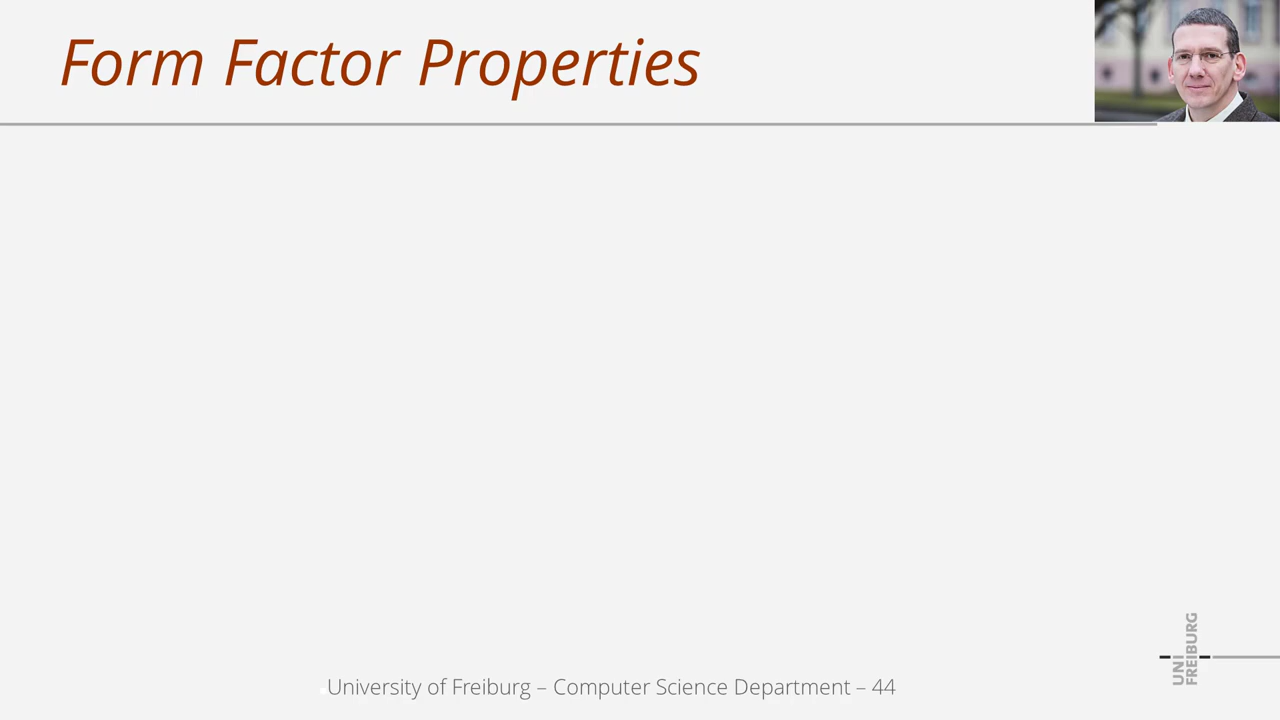 Form Factor Properties
University of Freiburg – Computer Science Department – 44
UNI
FREIBURG